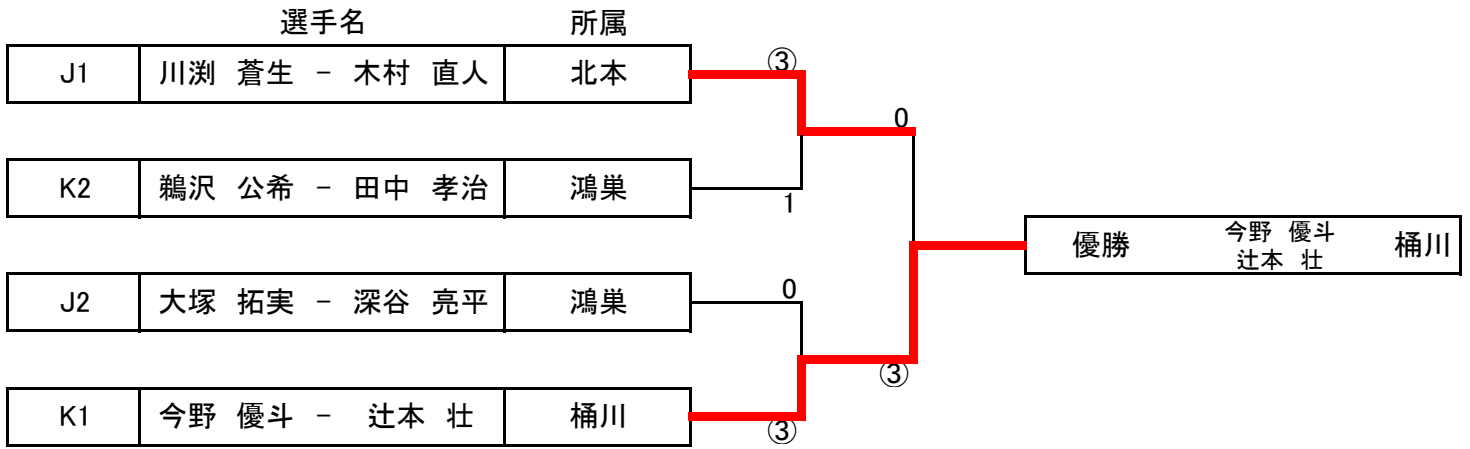 選手名 所属
③
J1 川渕 蒼生 － 木村 直人 北本
0
K2 鵜沢 公希 － 田中 孝治 鴻巣
1
優勝 今野 優斗 桶川
辻本 壮
0
J2 大塚 拓実 － 深谷 亮平 鴻巣
③
K1 今野 優斗 － 辻本 壮 桶川
③